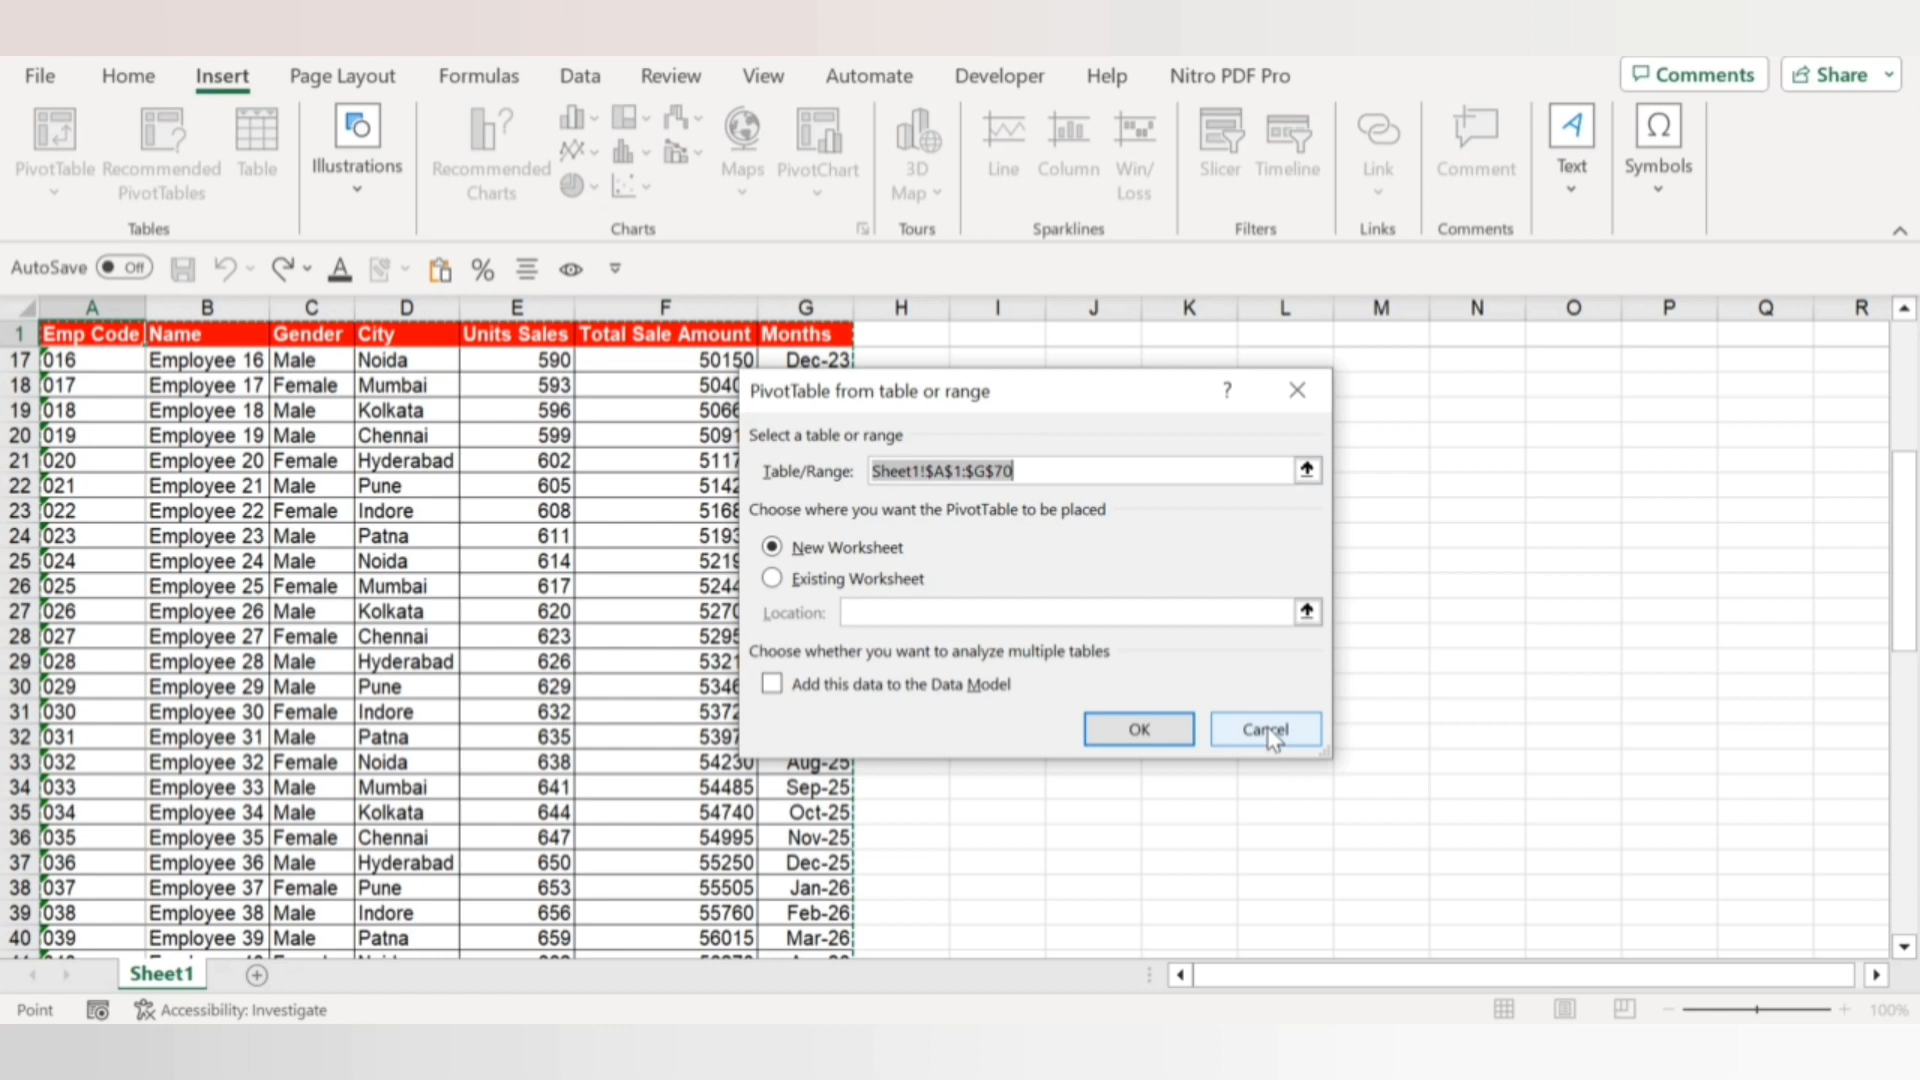 File Home Insert Page Layout Formulas Data Review View Automate Developer Help Nitro PDF Pro Comments Share
PivotTable Recommended PivotTables Table Illustrations Recommended Charts Maps PivotChart 3D Map Line Column Win/Loss Slicer Timeline Link Comment Text Symbols
Tables Charts Tours Sparklines Filters Links Comments
AutoSave Off
A B C D E F G H I J K L M N O P Q R
1 Emp Code Name Gender City Units Sales Total Sale Amount Months
17 016 Employee 16 Male Noida 590 50150 Dec-23
18 017 Employee 17 Female Mumbai 593
19 018 Employee 18 Male Kolkata 596
20 019 Employee 19 Male Chennai 599
21 020 Employee 20 Female Hyderabad 602
22 021 Employee 21 Male Pune 605
23 022 Employee 22 Female Indore 608
24 023 Employee 23 Male Patna 611
25 024 Employee 24 Male Noida 614
26 025 Employee 25 Female Mumbai 617
27 026 Employee 26 Male Kolkata 620
28 027 Employee 27 Female Chennai 623
29 028 Employee 28 Male Hyderabad 626
30 029 Employee 29 Male Pune 629
31 030 Employee 30 Female Indore 632
32 031 Employee 31 Male Patna 635
33 032 Employee 32 Female Noida 638 54230 Aug-25
34 033 Employee 33 Male Mumbai 641 54485 Sep-25
35 034 Employee 34 Male Kolkata 644 54740 Oct-25
36 035 Employee 35 Female Chennai 647 54995 Nov-25
37 036 Employee 36 Male Hyderabad 650 55250 Dec-25
38 037 Employee 37 Female Pune 653 55505 Jan-26
39 038 Employee 38 Male Indore 656 55760 Feb-26
40 039 Employee 39 Male Patna 659 56015 Mar-26
PivotTable from table or range ?
Select a table or range
Table/Range: Sheet1!$A$1:$G$70
Choose where you want the PivotTable to be placed
New Worksheet
Existing Worksheet
Location:
Choose whether you want to analyze multiple tables
Add this data to the Data Model
OK Cancel
Sheet1
Point Accessibility: Investigate 100%